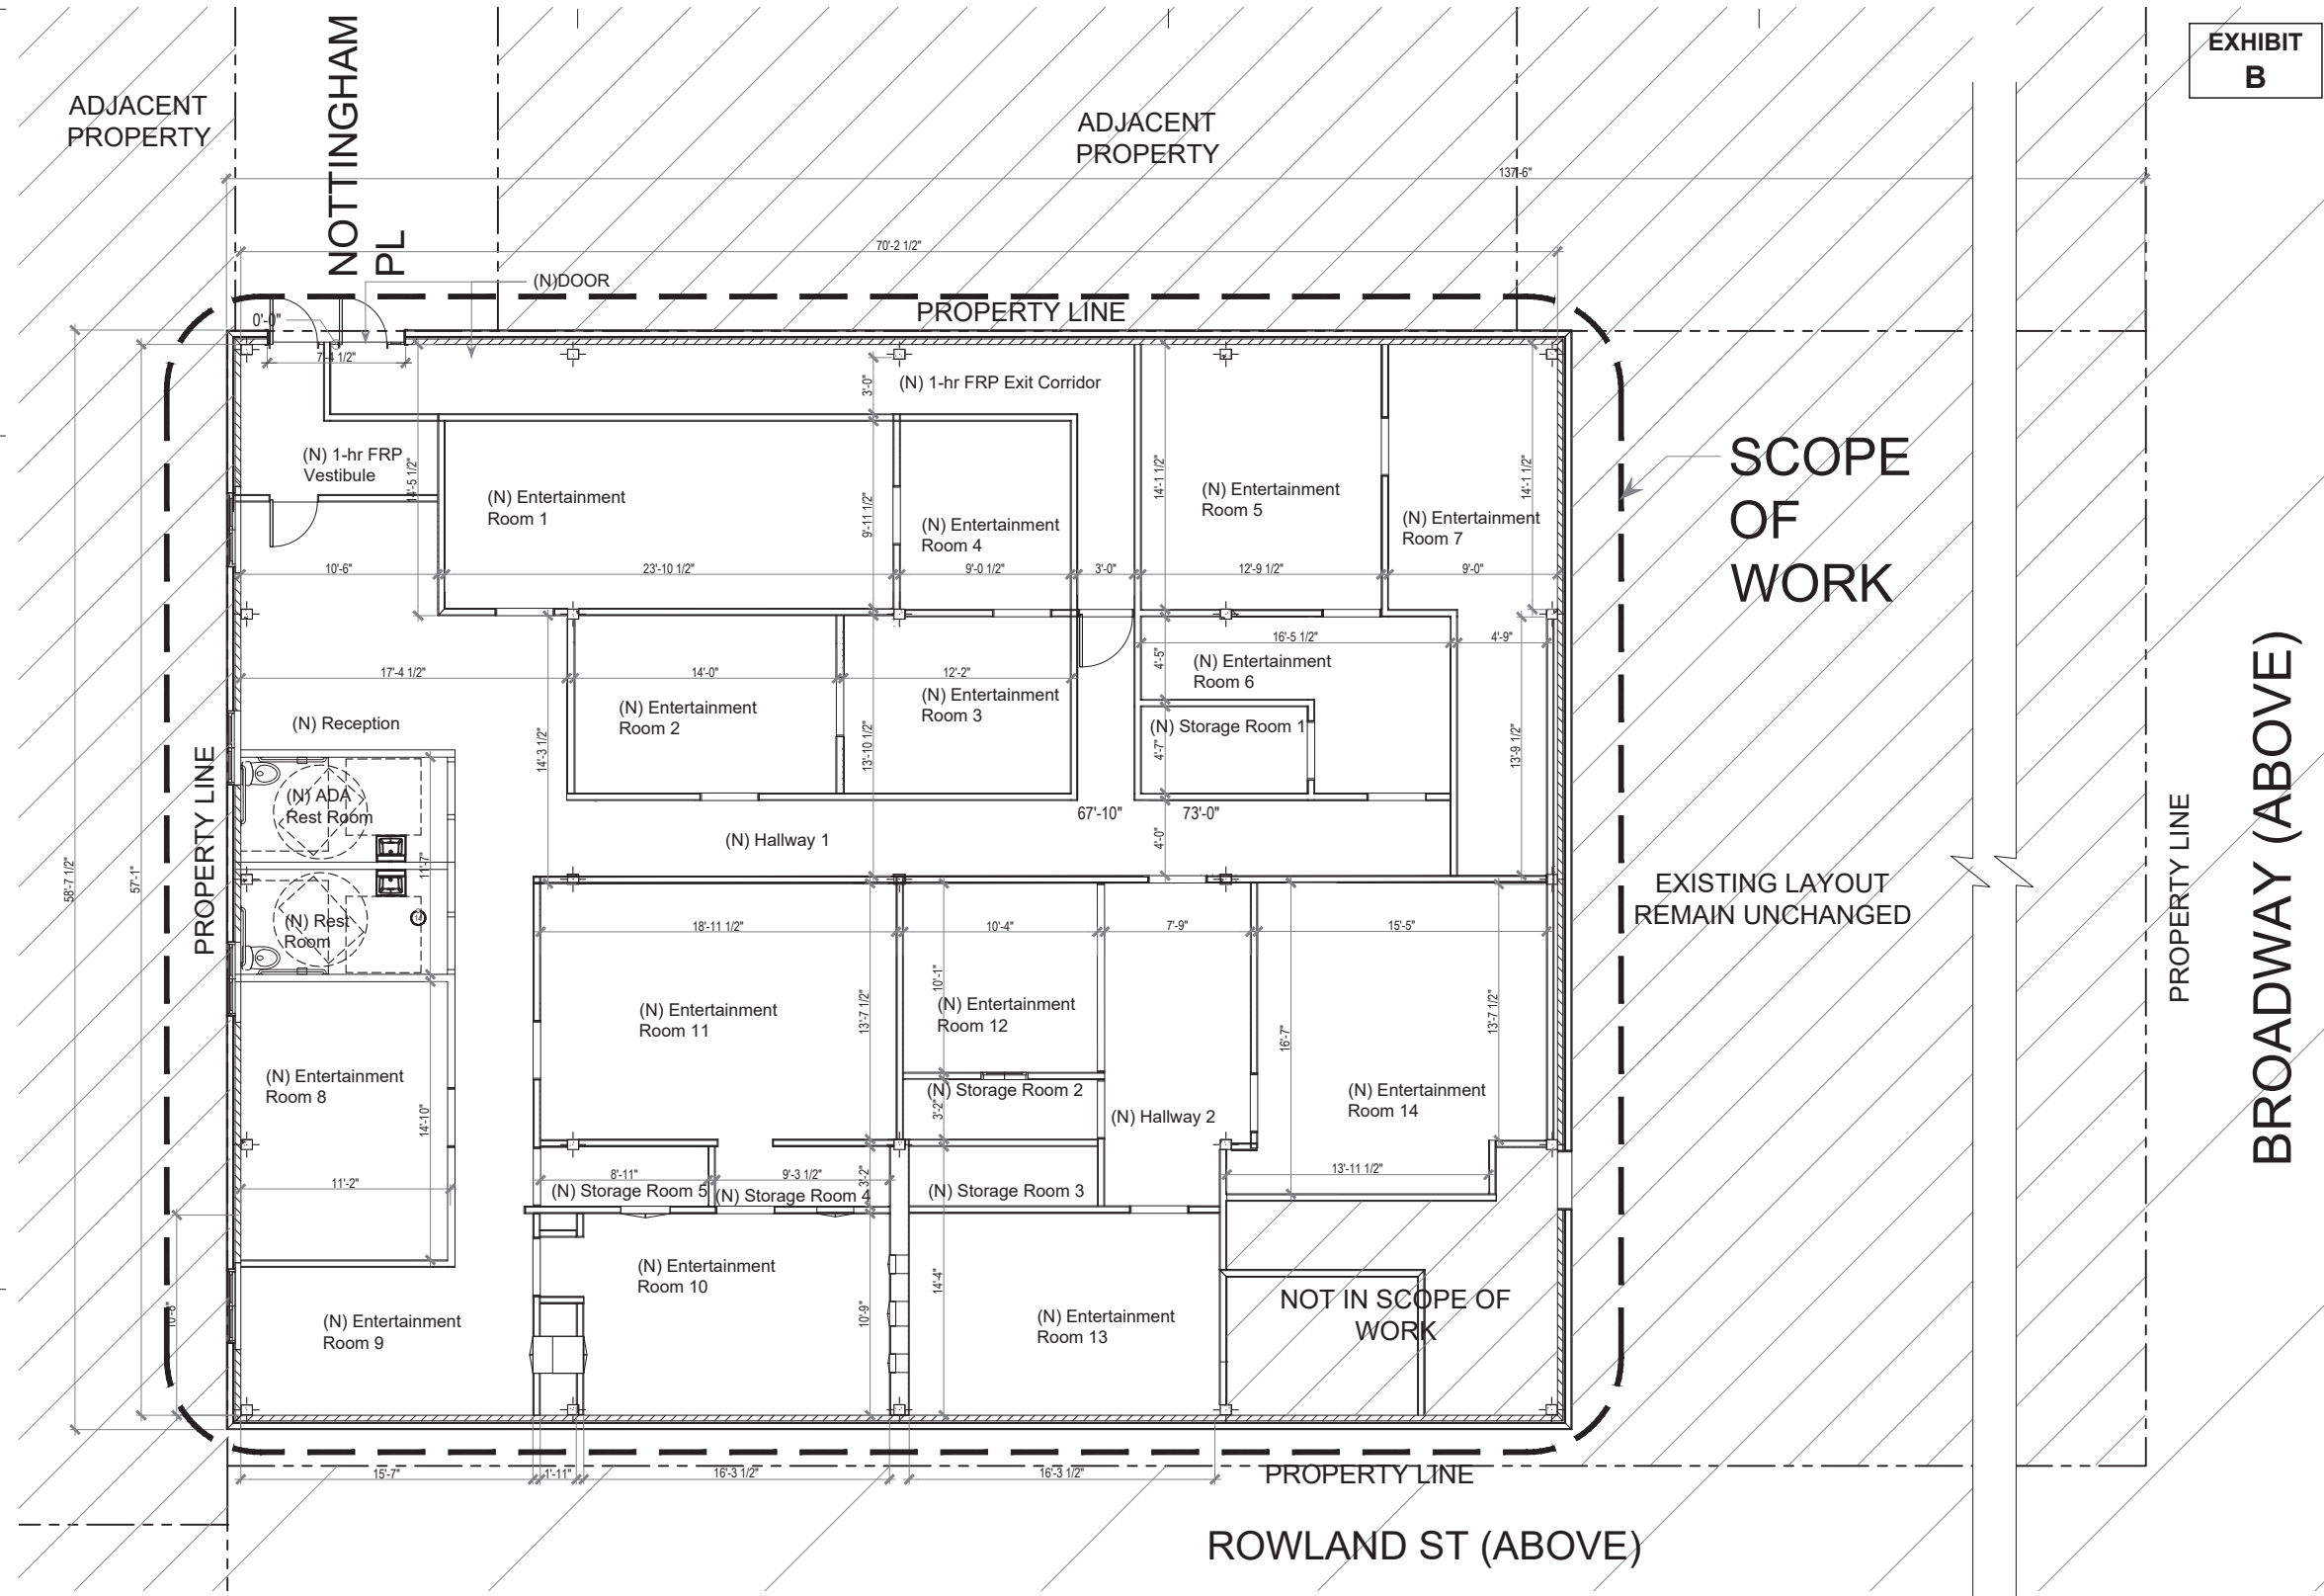 EXHIBIT
B
NOTTINGHAM
PL
ADJACENT
PROPERTY
ADJACENT
PROPERTY
137'-6"
70'-2 1/2"
(N)DOOR
PROPERTY LINE
0'-0"
7'-4 1/2"
3'-0"
(N) 1-hr FRP Exit Corridor
SCOPE
OF
WORK
(N) 1-hr FRP
Vestibule
14'-5 1/2"
(N) Entertainment
Room 1
9'-11 1/2"
(N) Entertainment
Room 4
14'-1 1/2"
(N) Entertainment
Room 5
14'-1 1/2"
(N) Entertainment
Room 7
10'-6"
23'-10 1/2"
9'-0 1/2"
3'-0"
12'-9 1/2"
9'-0"
16'-5 1/2"
4'-9"
17'-4 1/2"
14'-0"
12'-2"
4'-5"
(N) Entertainment
Room 6
(N) Entertainment
Room 2
(N) Entertainment
Room 3
(N) Reception
(N) Storage Room 1
14'-3 1/2"
13'-10 1/2"
4'-7"
13'-9 1/2"
PROPERTY LINE
(N) ADA
Rest Room
67'-10"
73'-0"
(N) Hallway 1
4'-0"
58'-7 1/2"
57'-1"
11'-7"
(N) Rest
Room
EXISTING LAYOUT
REMAIN UNCHANGED
PROPERTY LINE
BROADWAY (ABOVE)
18'-11 1/2"
10'-4"
7'-9"
15'-5"
10'-1"
(N) Entertainment
Room 11
13'-7 1/2"
(N) Entertainment
Room 12
16'-7"
13'-7 1/2"
(N) Entertainment
Room 8
14'-10"
(N) Storage Room 2
3'-2"
(N) Hallway 2
(N) Entertainment
Room 14
11'-2"
8'-11"
9'-3 1/2"
3'-2"
13'-11 1/2"
(N) Storage Room 5
(N) Storage Room 4
(N) Storage Room 3
(N) Entertainment
Room 10
14'-4"
10'-9"
(N) Entertainment
Room 9
(N) Entertainment
Room 13
NOT IN SCOPE OF
WORK
15'-7"
1'-11"
16'-3 1/2"
16'-3 1/2"
PROPERTY LINE
ROWLAND ST (ABOVE)